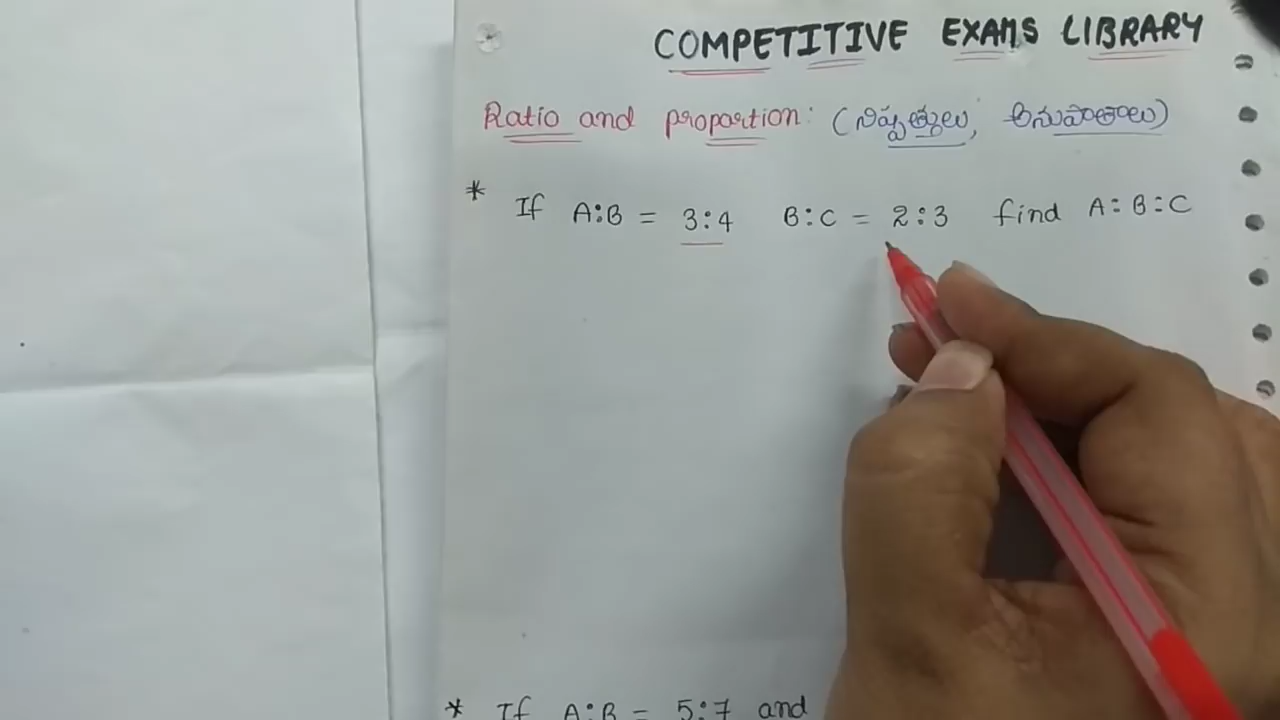 COMPETITIVE EXAMS LIBRARY
Ratio and proportion: (నిష్పత్తులు, అనుపాతాలు)
* If A:B = 3:4 B:C = 2:3 find A:B:C
* If A:B = 5:7 and